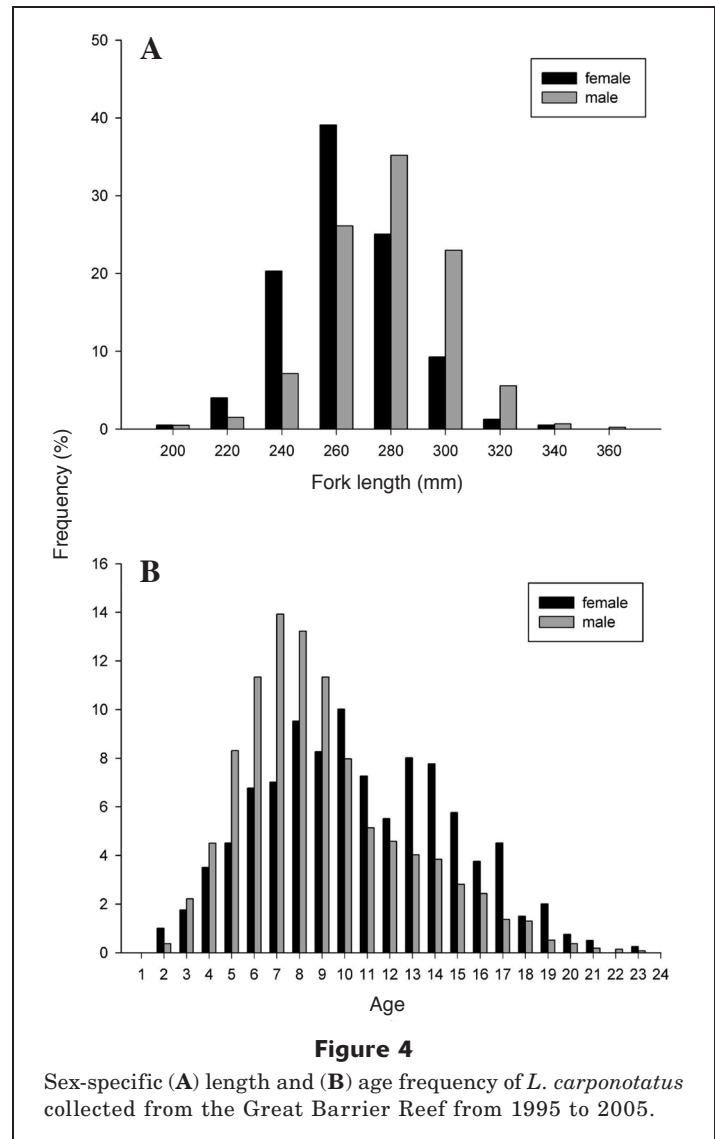 A
50
40
30
20
10
0
female
male
200 220 240 260 280 300 320 340 360
Fork length (mm)
Frequency (%)
B
16
14
12
10
8
6
4
2
0
female
male
1 2 3 4 5 6 7 8 9 10 11 12 13 14 15 16 17 18 19 20 21 22 23 24
Age
Figure 4
Sex-specific (A) length and (B) age frequency of L. carponotatus
collected from the Great Barrier Reef from 1995 to 2005.